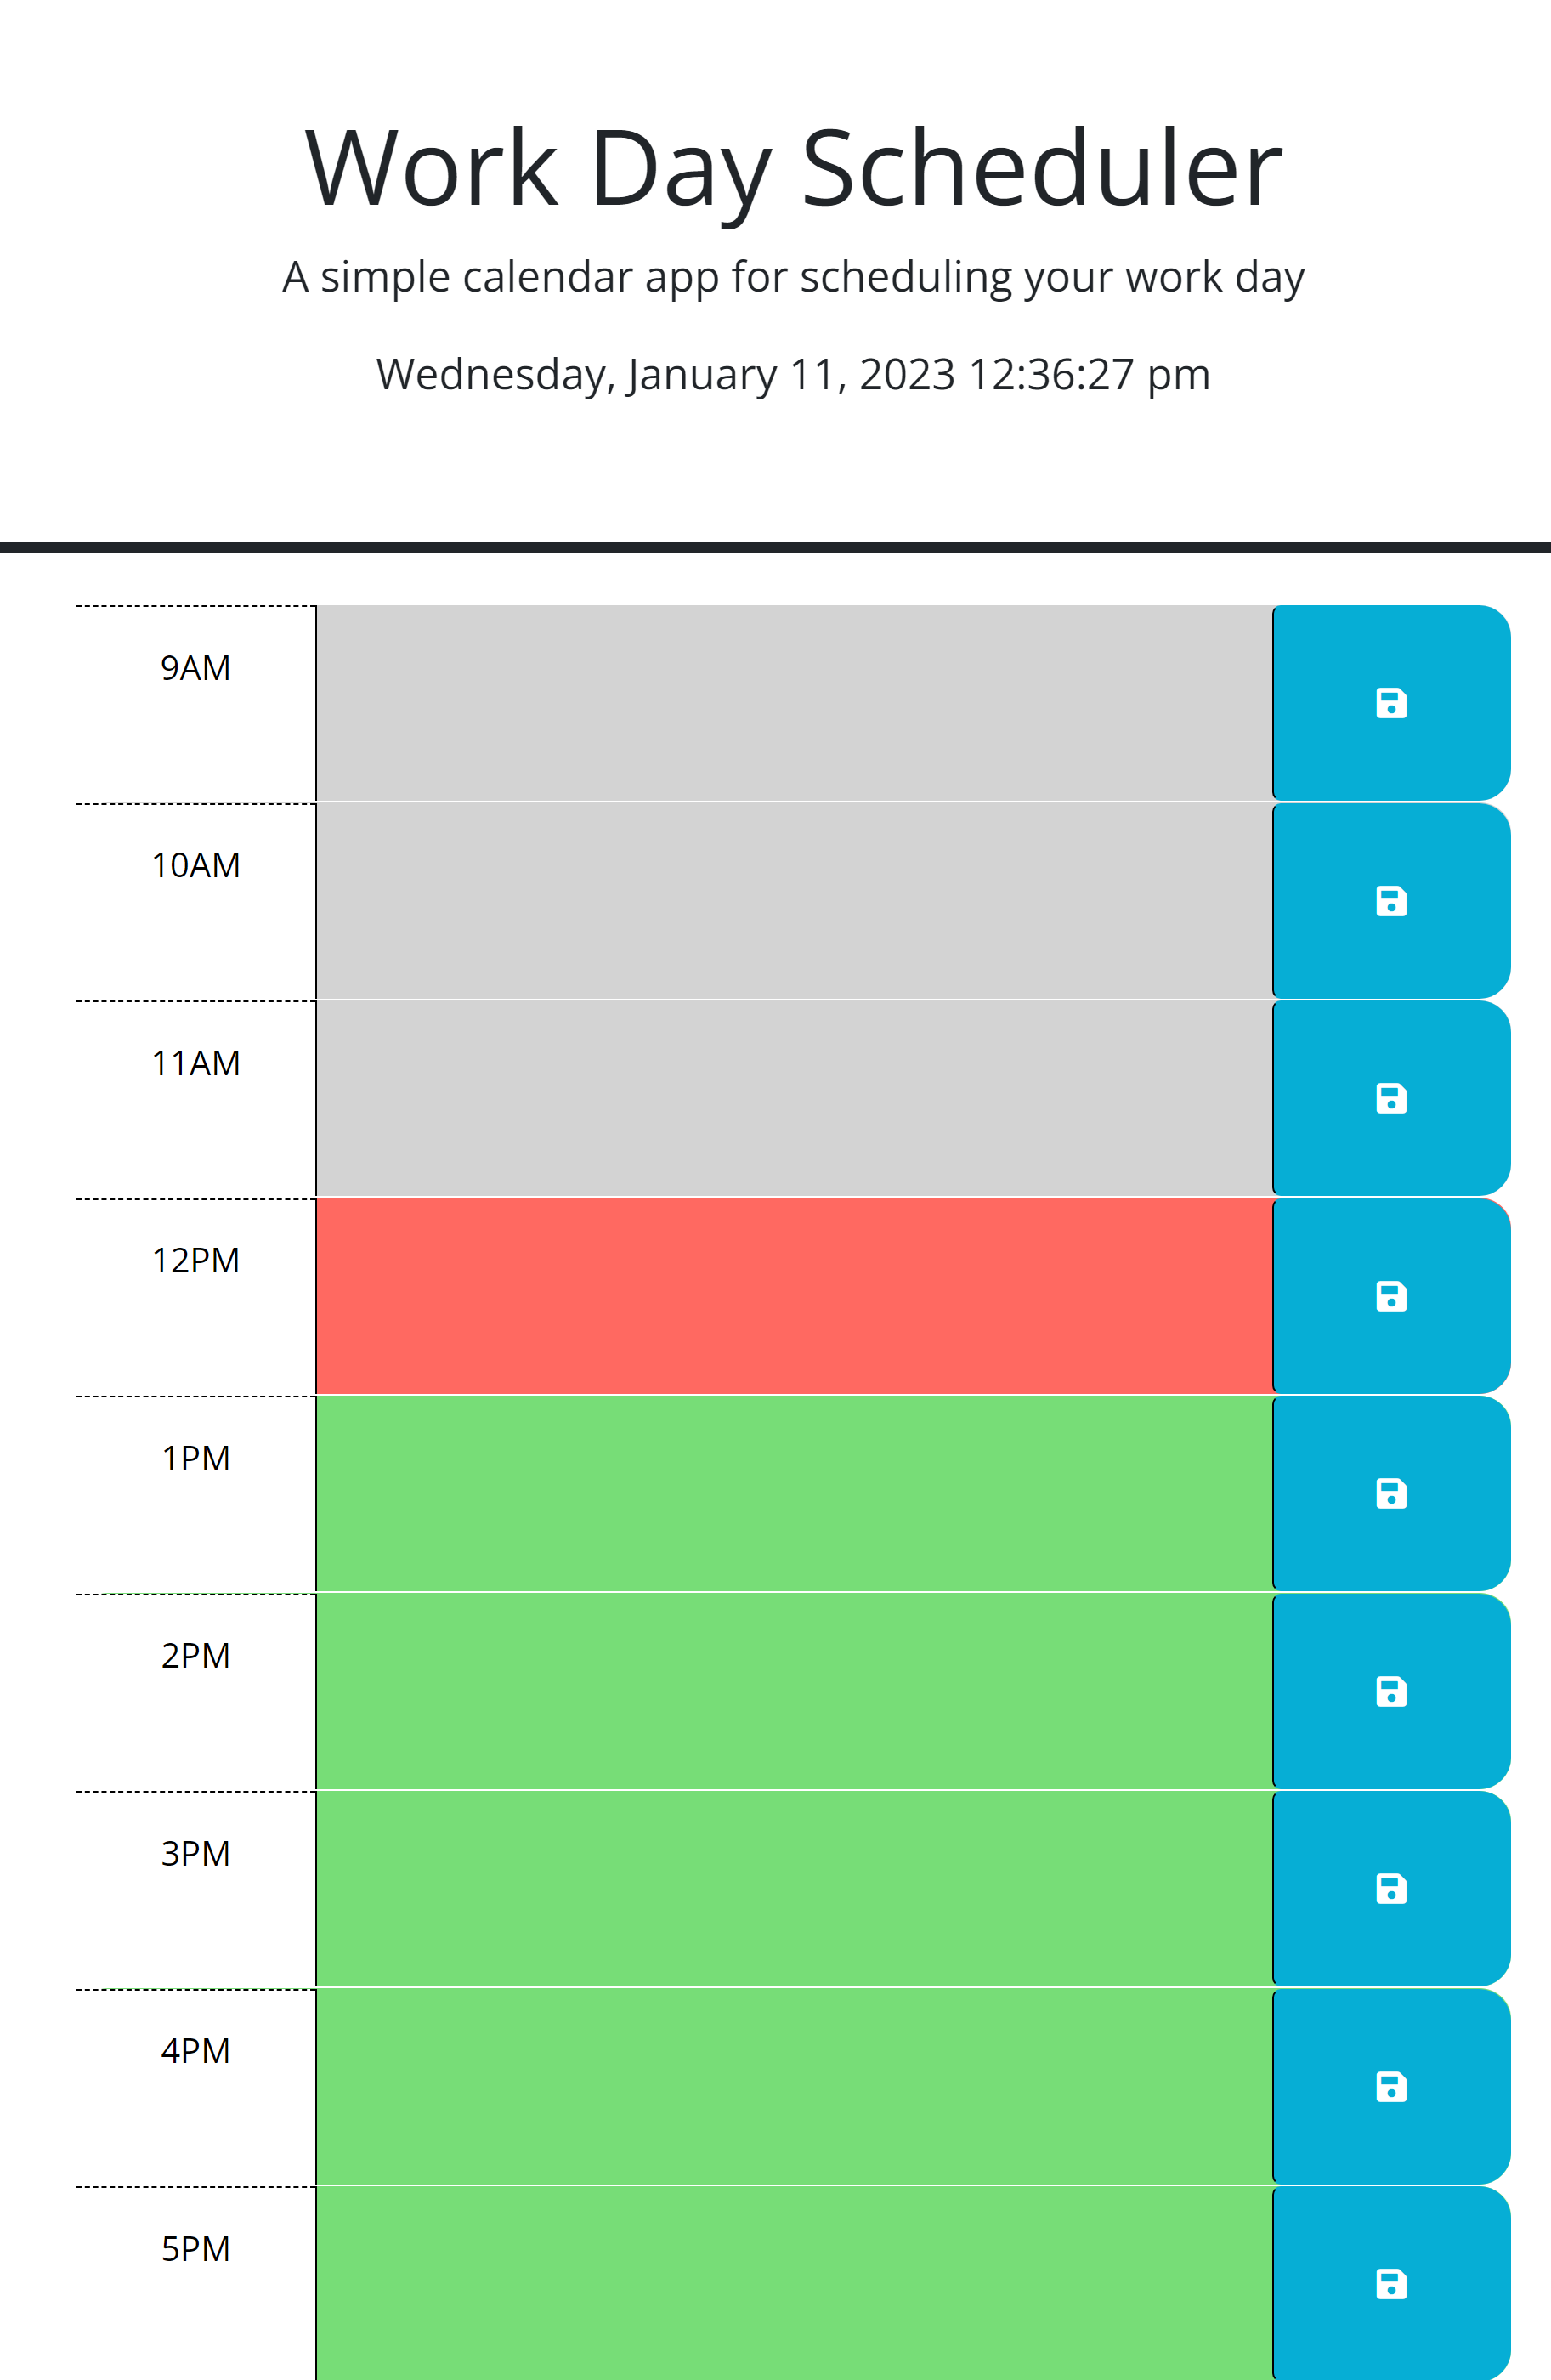 Work Day Scheduler
A simple calendar app for scheduling your work day
Wednesday, January 11, 2023 12:36:27 pm
9AM
10AM
11AM
12PM
1PM
2PM
3PM
4PM
5PM